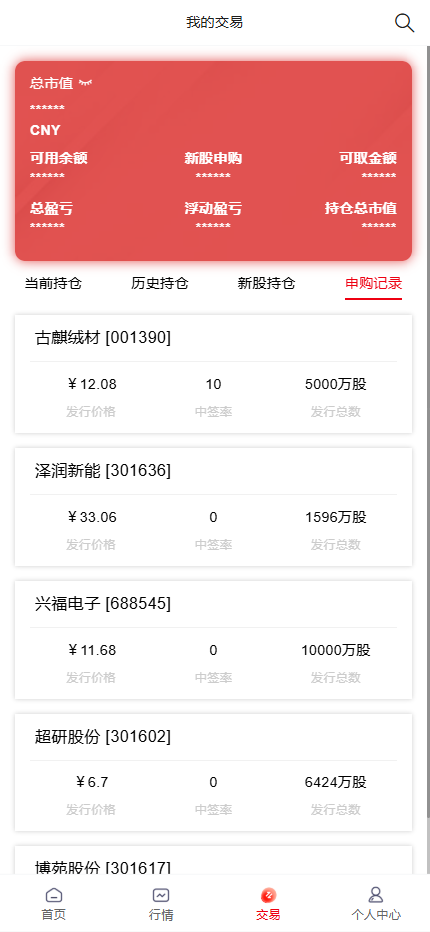 我的交易
总市值
******
CNY
可用余额 新股申购 可取金额
****** ****** ******
总盈亏 浮动盈亏 持仓总市值
****** ****** ******
当前持仓 历史持仓 新股持仓 申购记录
古麒绒材 [001390]
¥12.08 10 5000万股
发行价格 中签率 发行总数
泽润新能 [301636]
¥33.06 0 1596万股
发行价格 中签率 发行总数
兴福电子 [688545]
¥11.68 0 10000万股
发行价格 中签率 发行总数
超研股份 [301602]
¥6.7 0 6424万股
发行价格 中签率 发行总数
博苑股份 [301617]
首页 行情 交易 个人中心